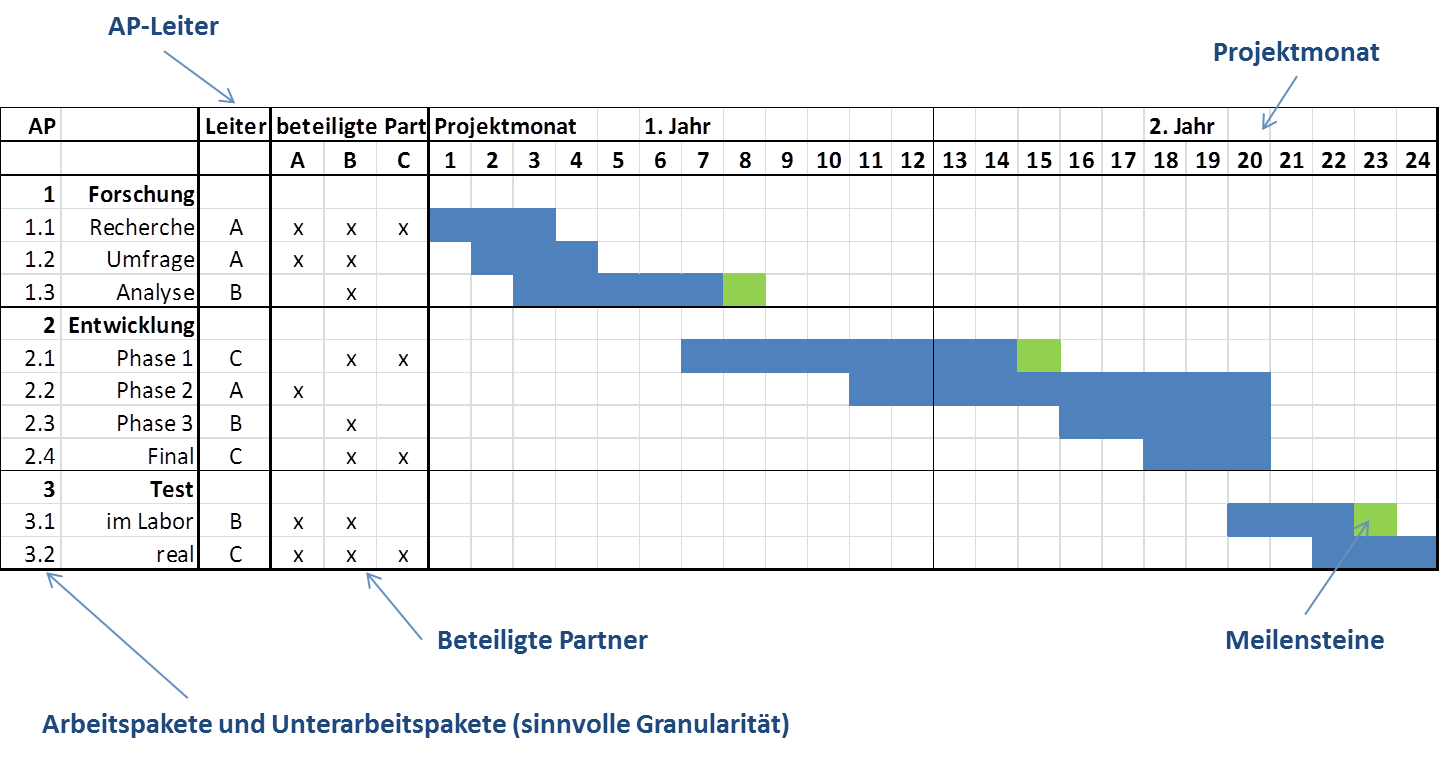 AP-Leiter
Projektmonat
AP Leiter beteiligte Part Projektmonat 1. Jahr 2. Jahr
A B C 1 2 3 4 5 6 7 8 9 10 11 12 13 14 15 16 17 18 19 20 21 22 23 24
1 Forschung
1.1 Recherche A x x x
1.2 Umfrage A x x
1.3 Analyse B x
2 Entwicklung
2.1 Phase 1 C x x
2.2 Phase 2 A x
2.3 Phase 3 B x
2.4 Final C x x
3 Test
3.1 im Labor B x x
3.2 real C x x x
Beteiligte Partner
Meilensteine
Arbeitspakete und Unterarbeitspakete (sinnvolle Granularität)